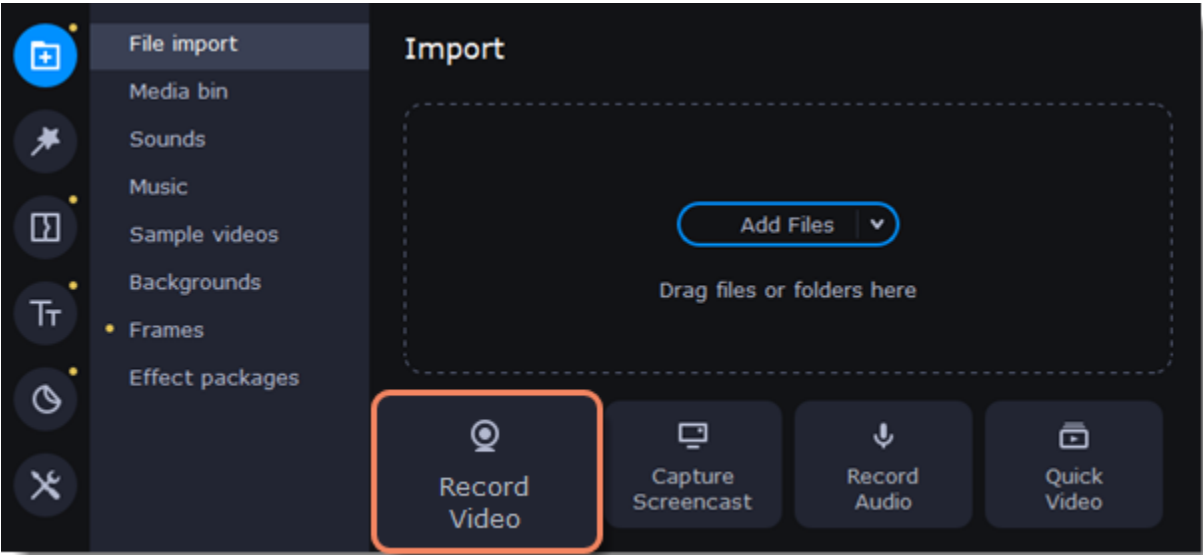 File import
Media bin
Sounds
Music
Sample videos
Backgrounds
Frames
Effect packages
Import
Add Files
Drag files or folders here
Record
Video
Capture
Screencast
Record
Audio
Quick
Video
Tт